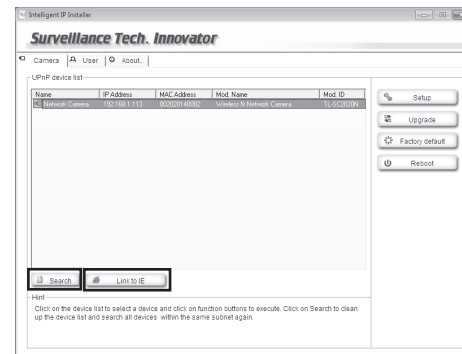 Intelligent IP Installer
Surveillance Tech. Innovator
Camera User About.
UPnP device list
Name IP Address MAC Address Mod. Name Mod. ID
Network Camera 192.168.1.113 002020140002 Wireless N Network Camera TL-SC2020N
Setup
Upgrade
Factory default
Reboot
Search Link to IE
Hint
Click on the device list to select a device and click on function buttons to execute. Click on Search to clean
up the device list and search all devices within the same subnet again.